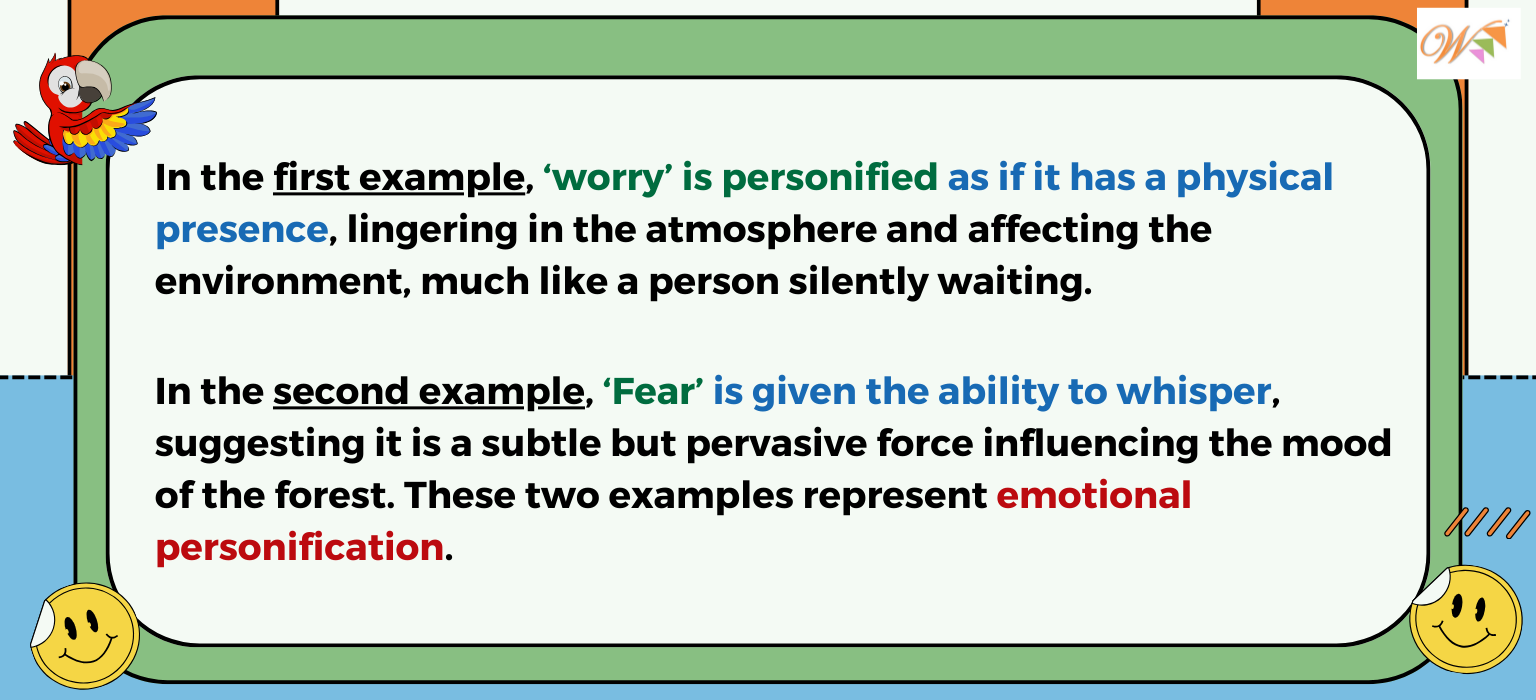 W
In the first example, ‘worry’ is personified as if it has a physical
presence, lingering in the atmosphere and affecting the
environment, much like a person silently waiting.
In the second example, ‘Fear’ is given the ability to whisper,
suggesting it is a subtle but pervasive force influencing the mood
of the forest. These two examples represent emotional
personification.